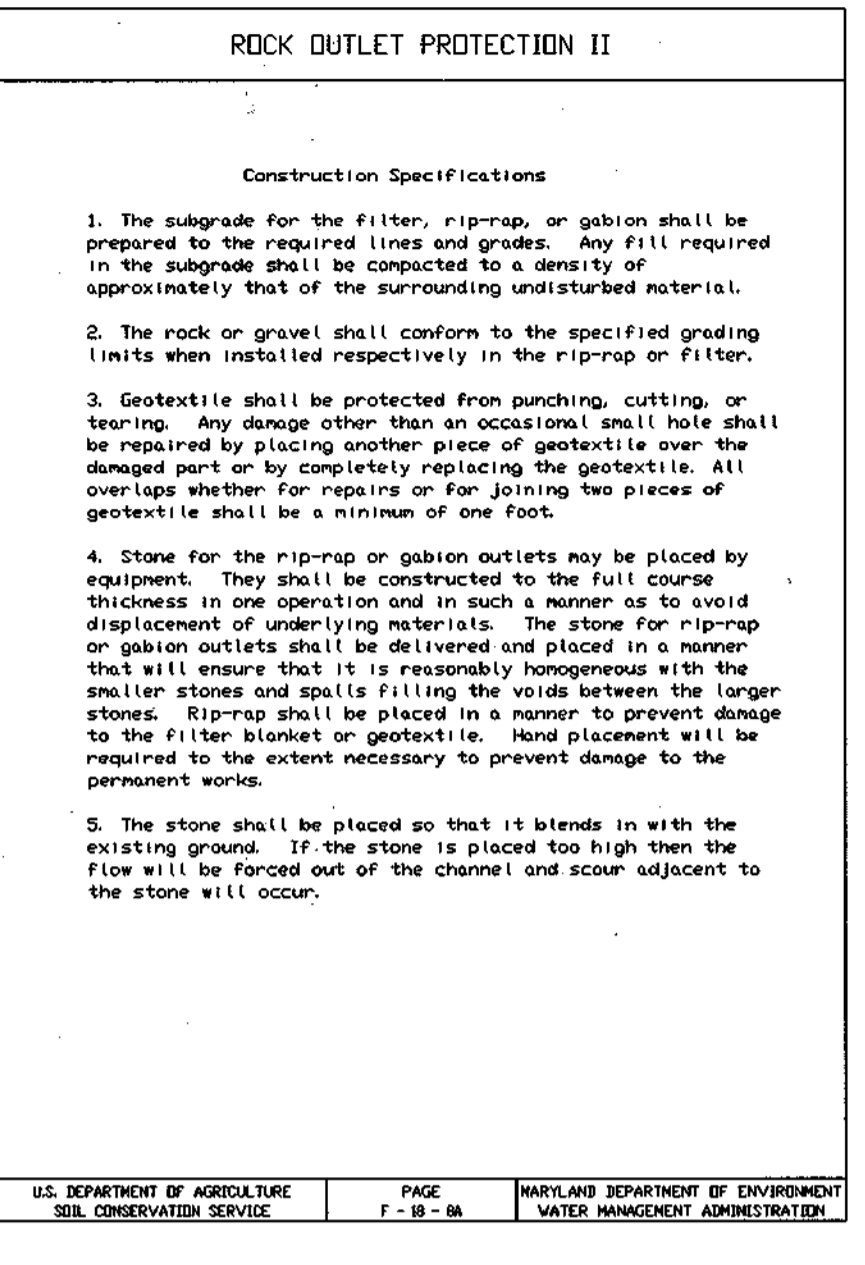 ROCK OUTLET PROTECTION II
Construction Specifications
1. The subgrade for the filter, rip-rap, or gabion shall be
prepared to the required lines and grades. Any fill required
in the subgrade shall be compacted to a density of
approximately that of the surrounding undisturbed material.
2. The rock or gravel shall conform to the specified grading
limits when installed respectively in the rip-rap or filter.
3. Geotextile shall be protected from punching, cutting, or
tearing. Any damage other than an occasional small hole shall
be repaired by placing another piece of geotextile over the
damaged part or by completely replacing the geotextile. All
overlaps whether for repairs or for joining two pieces of
geotextile shall be a minimum of one foot.
4. Stone for the rip-rap or gabion outlets may be placed by
equipment. They shall be constructed to the full course
thickness in one operation and in such a manner as to avoid
displacement of underlying materials. The stone for rip-rap
or gabion outlets shall be delivered and placed in a manner
that will ensure that it is reasonably homogeneous with the
smaller stones and spalls filling the voids between the larger
stones. Rip-rap shall be placed in a manner to prevent damage
to the filter blanket or geotextile. Hand placement will be
required to the extent necessary to prevent damage to the
permanent works.
5. The stone shall be placed so that it blends in with the
existing ground. If the stone is placed too high then the
flow will be forced out of the channel and scour adjacent to
the stone will occur.
U.S. DEPARTMENT OF AGRICULTURE
SOIL CONSERVATION SERVICE
PAGE
F - 18 - 8A
MARYLAND DEPARTMENT OF ENVIRONMENT
WATER MANAGEMENT ADMINISTRATION